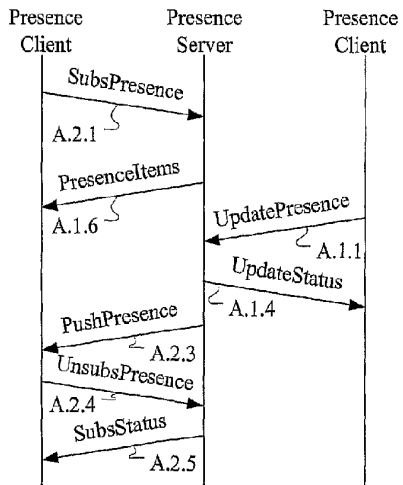 Presence Presence Presence
Client Server Client
SubsPresence
A.2.1
PresenceItems
A.1.6
UpdatePresence
A.1.1
UpdateStatus
A.1.4
PushPresence
A.2.3
UnsubsPresence
A.2.4
SubsStatus
A.2.5